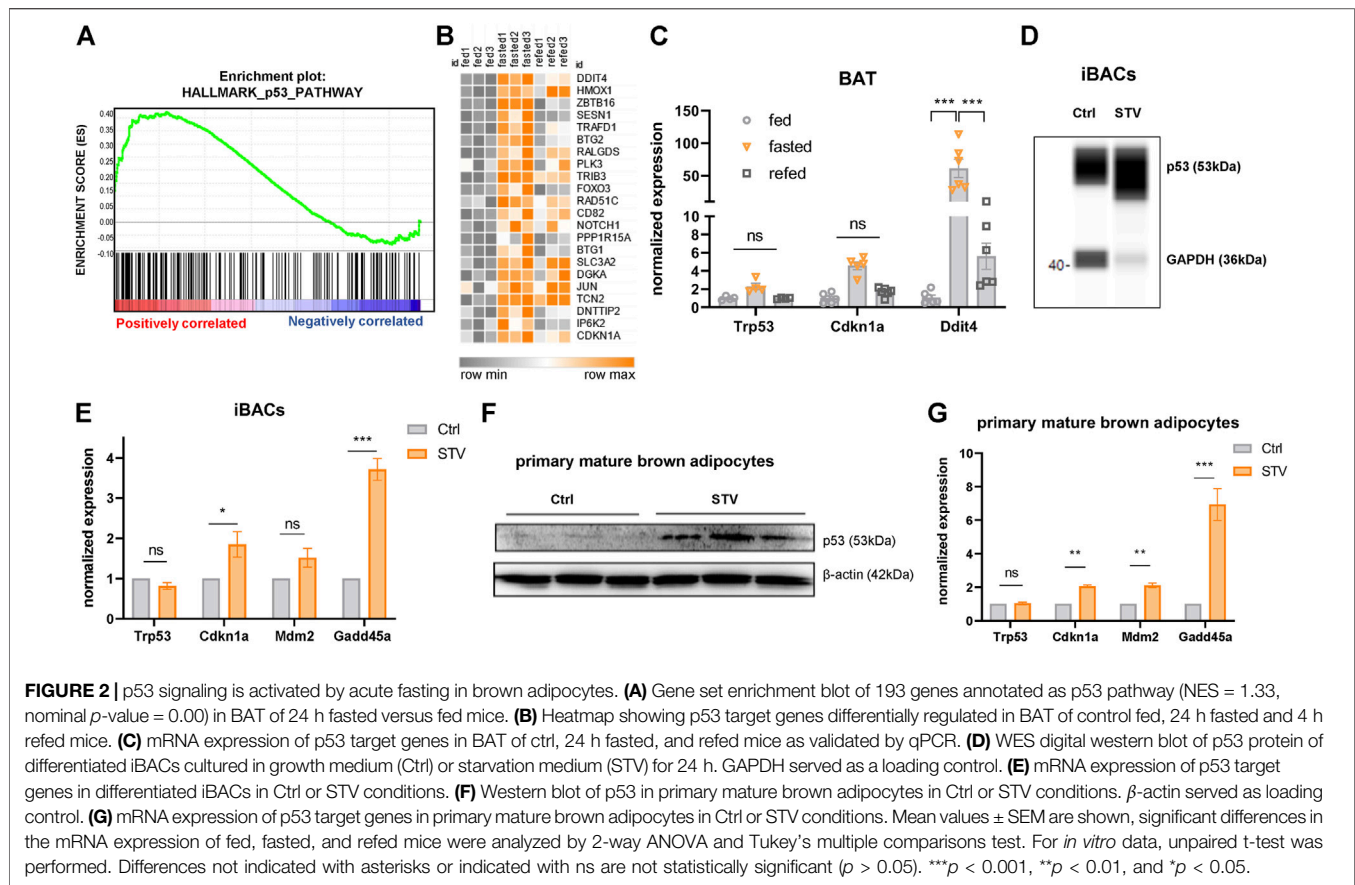 A
Enrichment plot:
HALLMARK_p53_PATHWAY
ENRICHMENT SCORE (ES)
0.40
0.35
0.30
0.25
0.20
0.15
0.10
0.05
0.00
-0.05
-0.10
Positively correlated
Negatively correlated
B
id
fed1
fed2
fed3
fasted1
fasted2
fasted3
refed1
refed2
refed3
id
DDIT4
HMOX1
ZBTB16
SESN1
TRAFD1
BTG2
RALGDS
PLK3
TRIB3
FOXO3
RAD51C
CD82
NOTCH1
PPP1R15A
BTG1
SLC3A2
DGKA
JUN
TCN2
DNTTIP2
IP6K2
CDKN1A
row min
row max
C
BAT
normalized expression
150
100
50
6
4
2
0
fed
fasted
refed
ns
ns
***
***
Trp53
Cdkn1a
Ddit4
D
iBACs
Ctrl
STV
p53 (53kDa)
40-
GAPDH (36kDa)
E
iBACs
normalized expression
4
3
2
1
0
Ctrl
STV
ns
*
ns
***
Trp53
Cdkn1a
Mdm2
Gadd45a
F
primary mature brown adipocytes
Ctrl
STV
p53 (53kDa)
β-actin (42kDa)
G
primary mature brown adipocytes
normalized expression
10
8
6
4
2
0
Ctrl
STV
ns
**
**
***
Trp53
Cdkn1a
Mdm2
Gadd45a
FIGURE 2 | p53 signaling is activated by acute fasting in brown adipocytes. (A) Gene set enrichment blot of 193 genes annotated as p53 pathway (NES = 1.33,
nominal p-value = 0.00) in BAT of 24 h fasted versus fed mice. (B) Heatmap showing p53 target genes differentially regulated in BAT of control fed, 24 h fasted and 4 h
refed mice. (C) mRNA expression of p53 target genes in BAT of ctrl, 24 h fasted, and refed mice as validated by qPCR. (D) WES digital western blot of p53 protein of
differentiated iBACs cultured in growth medium (Ctrl) or starvation medium (STV) for 24 h. GAPDH served as a loading control. (E) mRNA expression of p53 target
genes in differentiated iBACs in Ctrl or STV conditions. (F) Western blot of p53 in primary mature brown adipocytes in Ctrl or STV conditions. β-actin served as loading
control. (G) mRNA expression of p53 target genes in primary mature brown adipocytes in Ctrl or STV conditions. Mean values ± SEM are shown, significant differences in
the mRNA expression of fed, fasted, and refed mice were analyzed by 2-way ANOVA and Tukey's multiple comparisons test. For in vitro data, unpaired t-test was
performed. Differences not indicated with asterisks or indicated with ns are not statistically significant (p > 0.05). ***p < 0.001, **p < 0.01, and *p < 0.05.